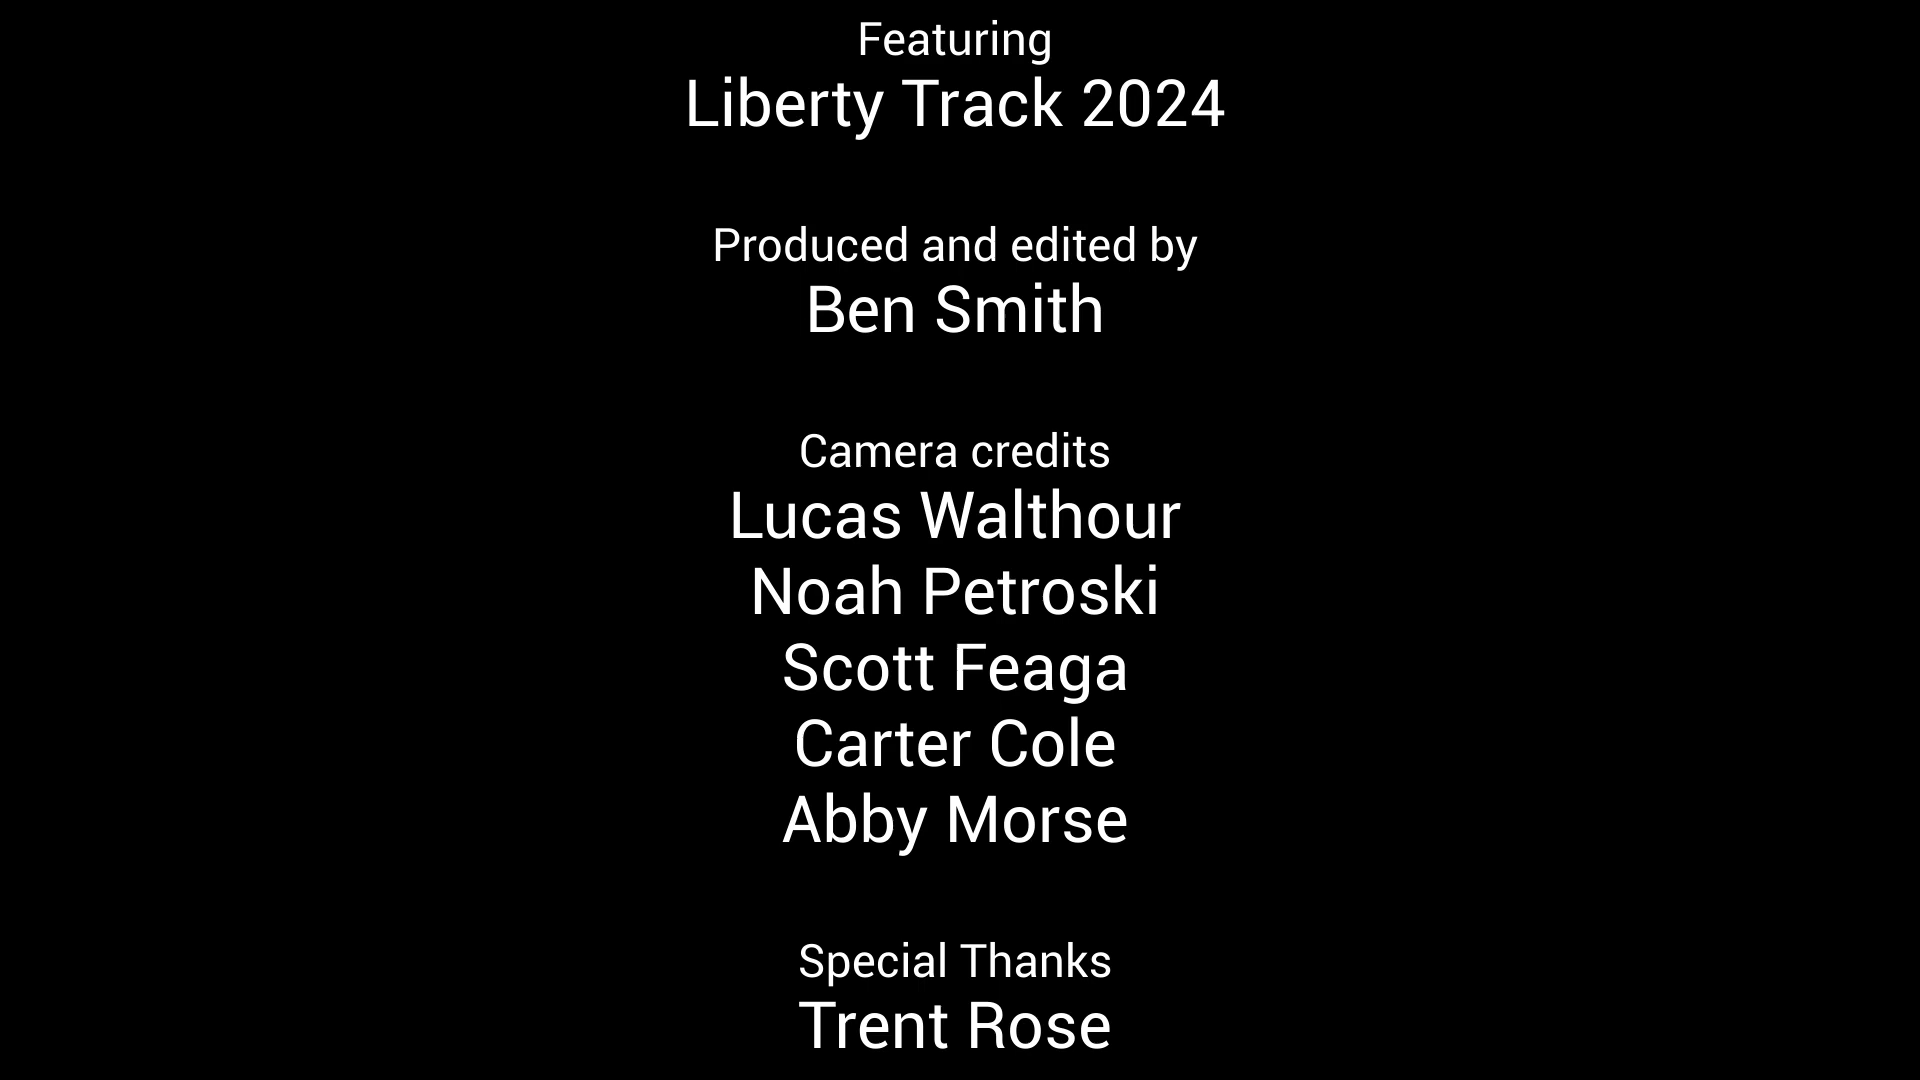 Featuring
Liberty Track 2024
Produced and edited by
Ben Smith
Camera credits
Lucas Walthour
Noah Petroski
Scott Feaga
Carter Cole
Abby Morse
Special Thanks
Trent Rose